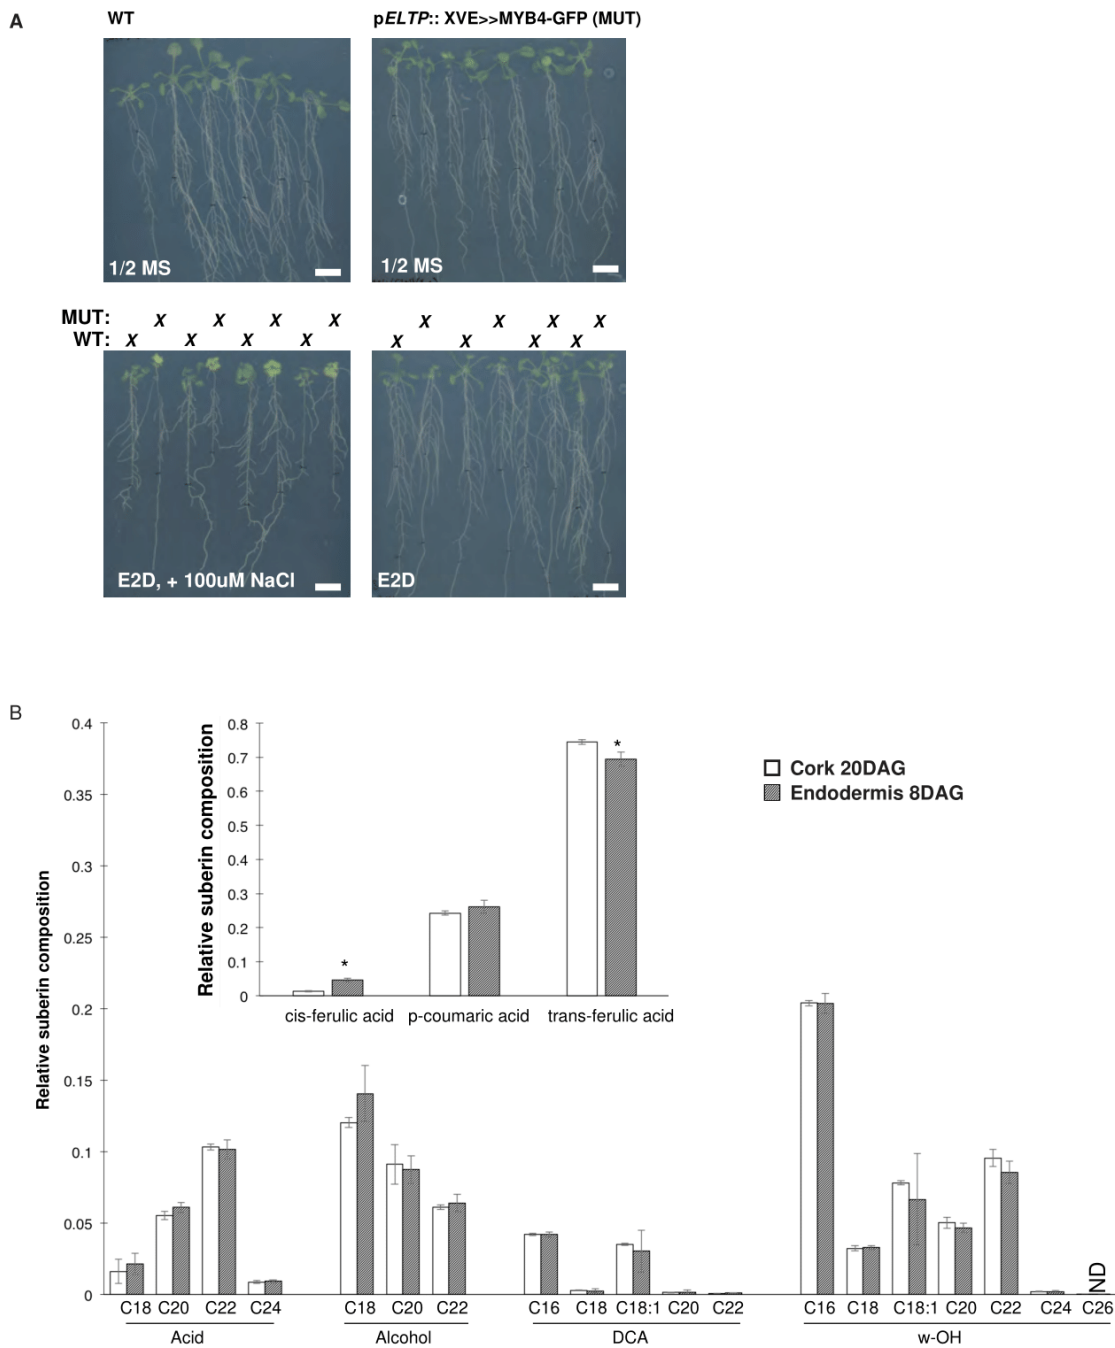 A
WT
pELTP:: XVE>>MYB4-GFP (MUT)
1/2 MS
1/2 MS
MUT: X X X X X X X X
WT: X X X X X X X X
E2D, + 100uM NaCl
E2D
B
Relative suberin composition
0.4
0.35
0.3
0.25
0.2
0.15
0.1
0.05
0
Relative suberin composition
0.8
0.7
0.6
0.5
0.4
0.3
0.2
0.1
0
*
*
cis-ferulic acid p-coumaric acid trans-ferulic acid
Cork 20DAG
Endodermis 8DAG
ND
C18 C20 C22 C24 C18 C20 C22 C16 C18 C18:1 C20 C22 C16 C18 C18:1 C20 C22 C24 C26
Acid Alcohol DCA w-OH